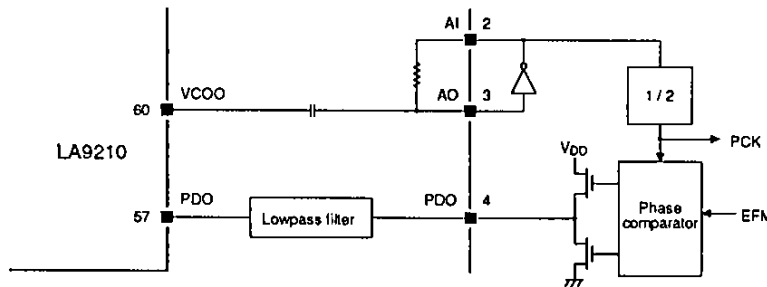 AI 2
60 VCOO
AO 3
1 / 2
PCK
LA9210
VDD
57 PDO
Lowpass filter
PDO 4
Phase
comparator
EFM